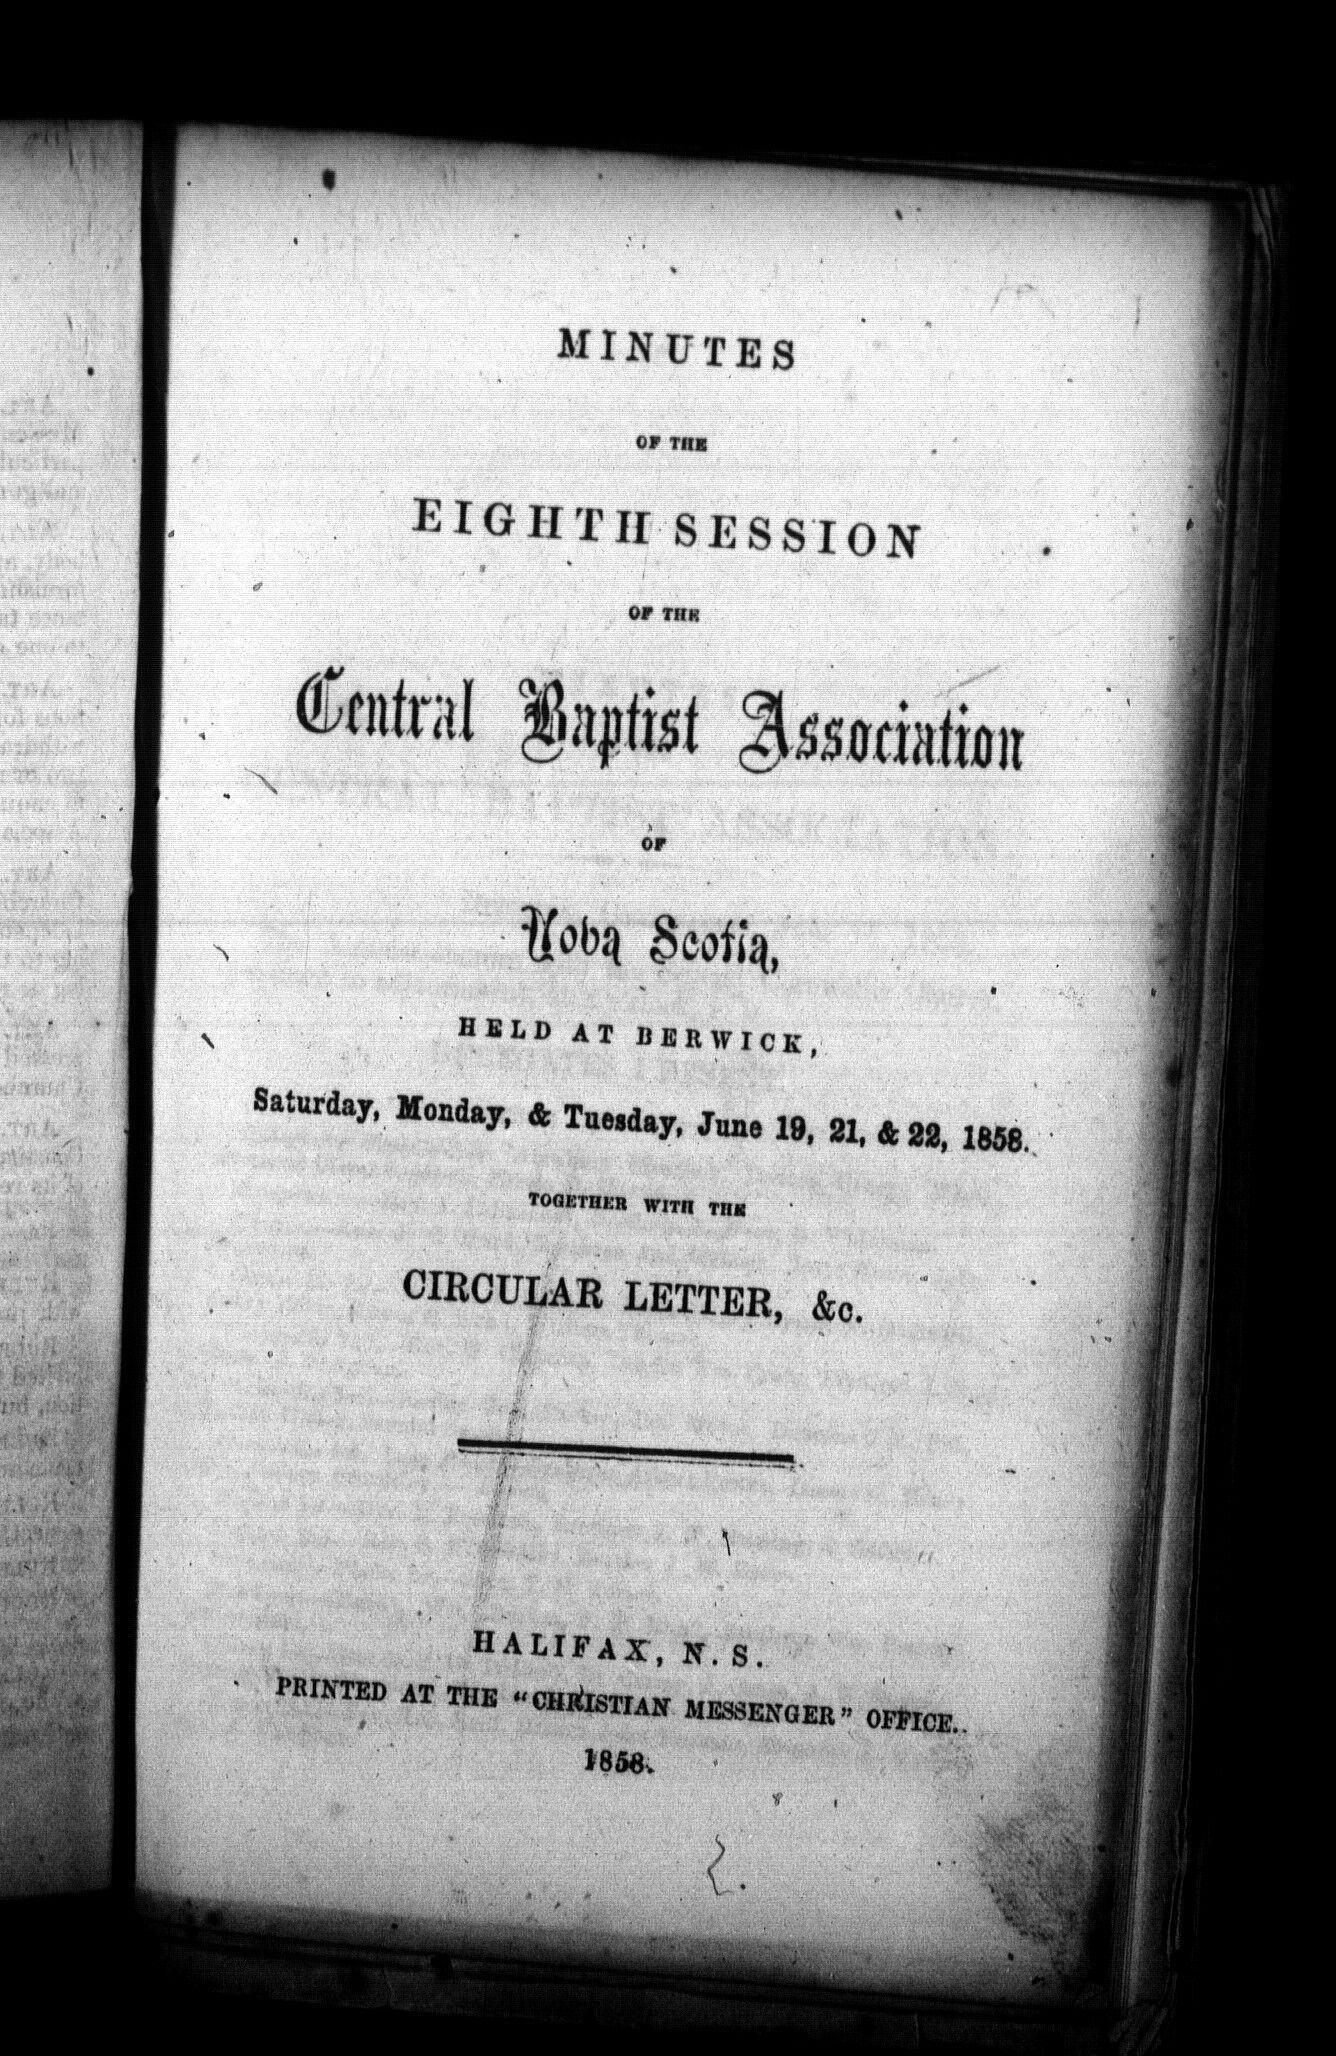 MINUTES
OF THE
EIGHTH SESSION
OF THE
Central Baptist Association
OF
Nova Scotia,
HELD AT BERWICK,
Saturday, Monday, & Tuesday, June 19, 21, & 22, 1858.
TOGETHER WITH THE
CIRCULAR LETTER, &c.
HALIFAX, N. S.
PRINTED AT THE "CHRISTIAN MESSENGER" OFFICE.
1858.